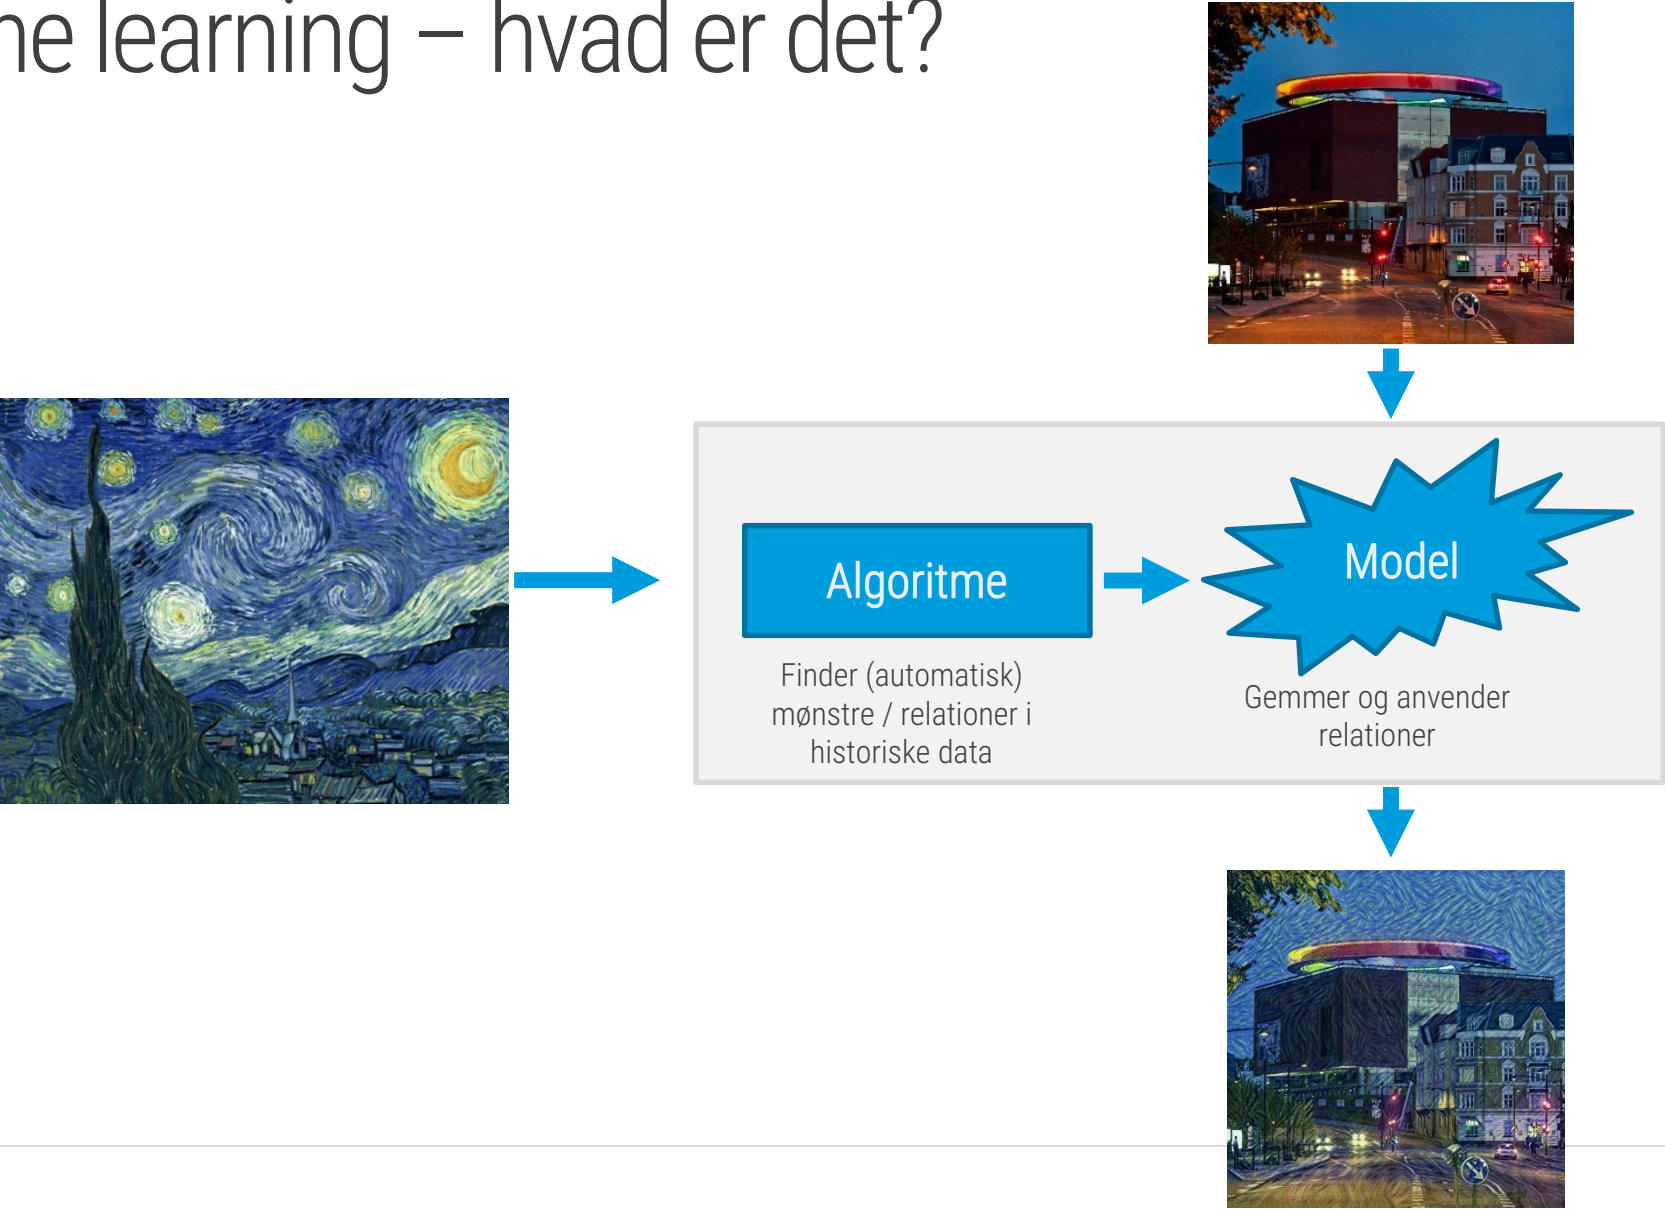 ne learning – hvad er det?
Algoritme
Finder (automatisk)
mønstre / relationer i
historiske data
Model
Gemmer og anvender
relationer